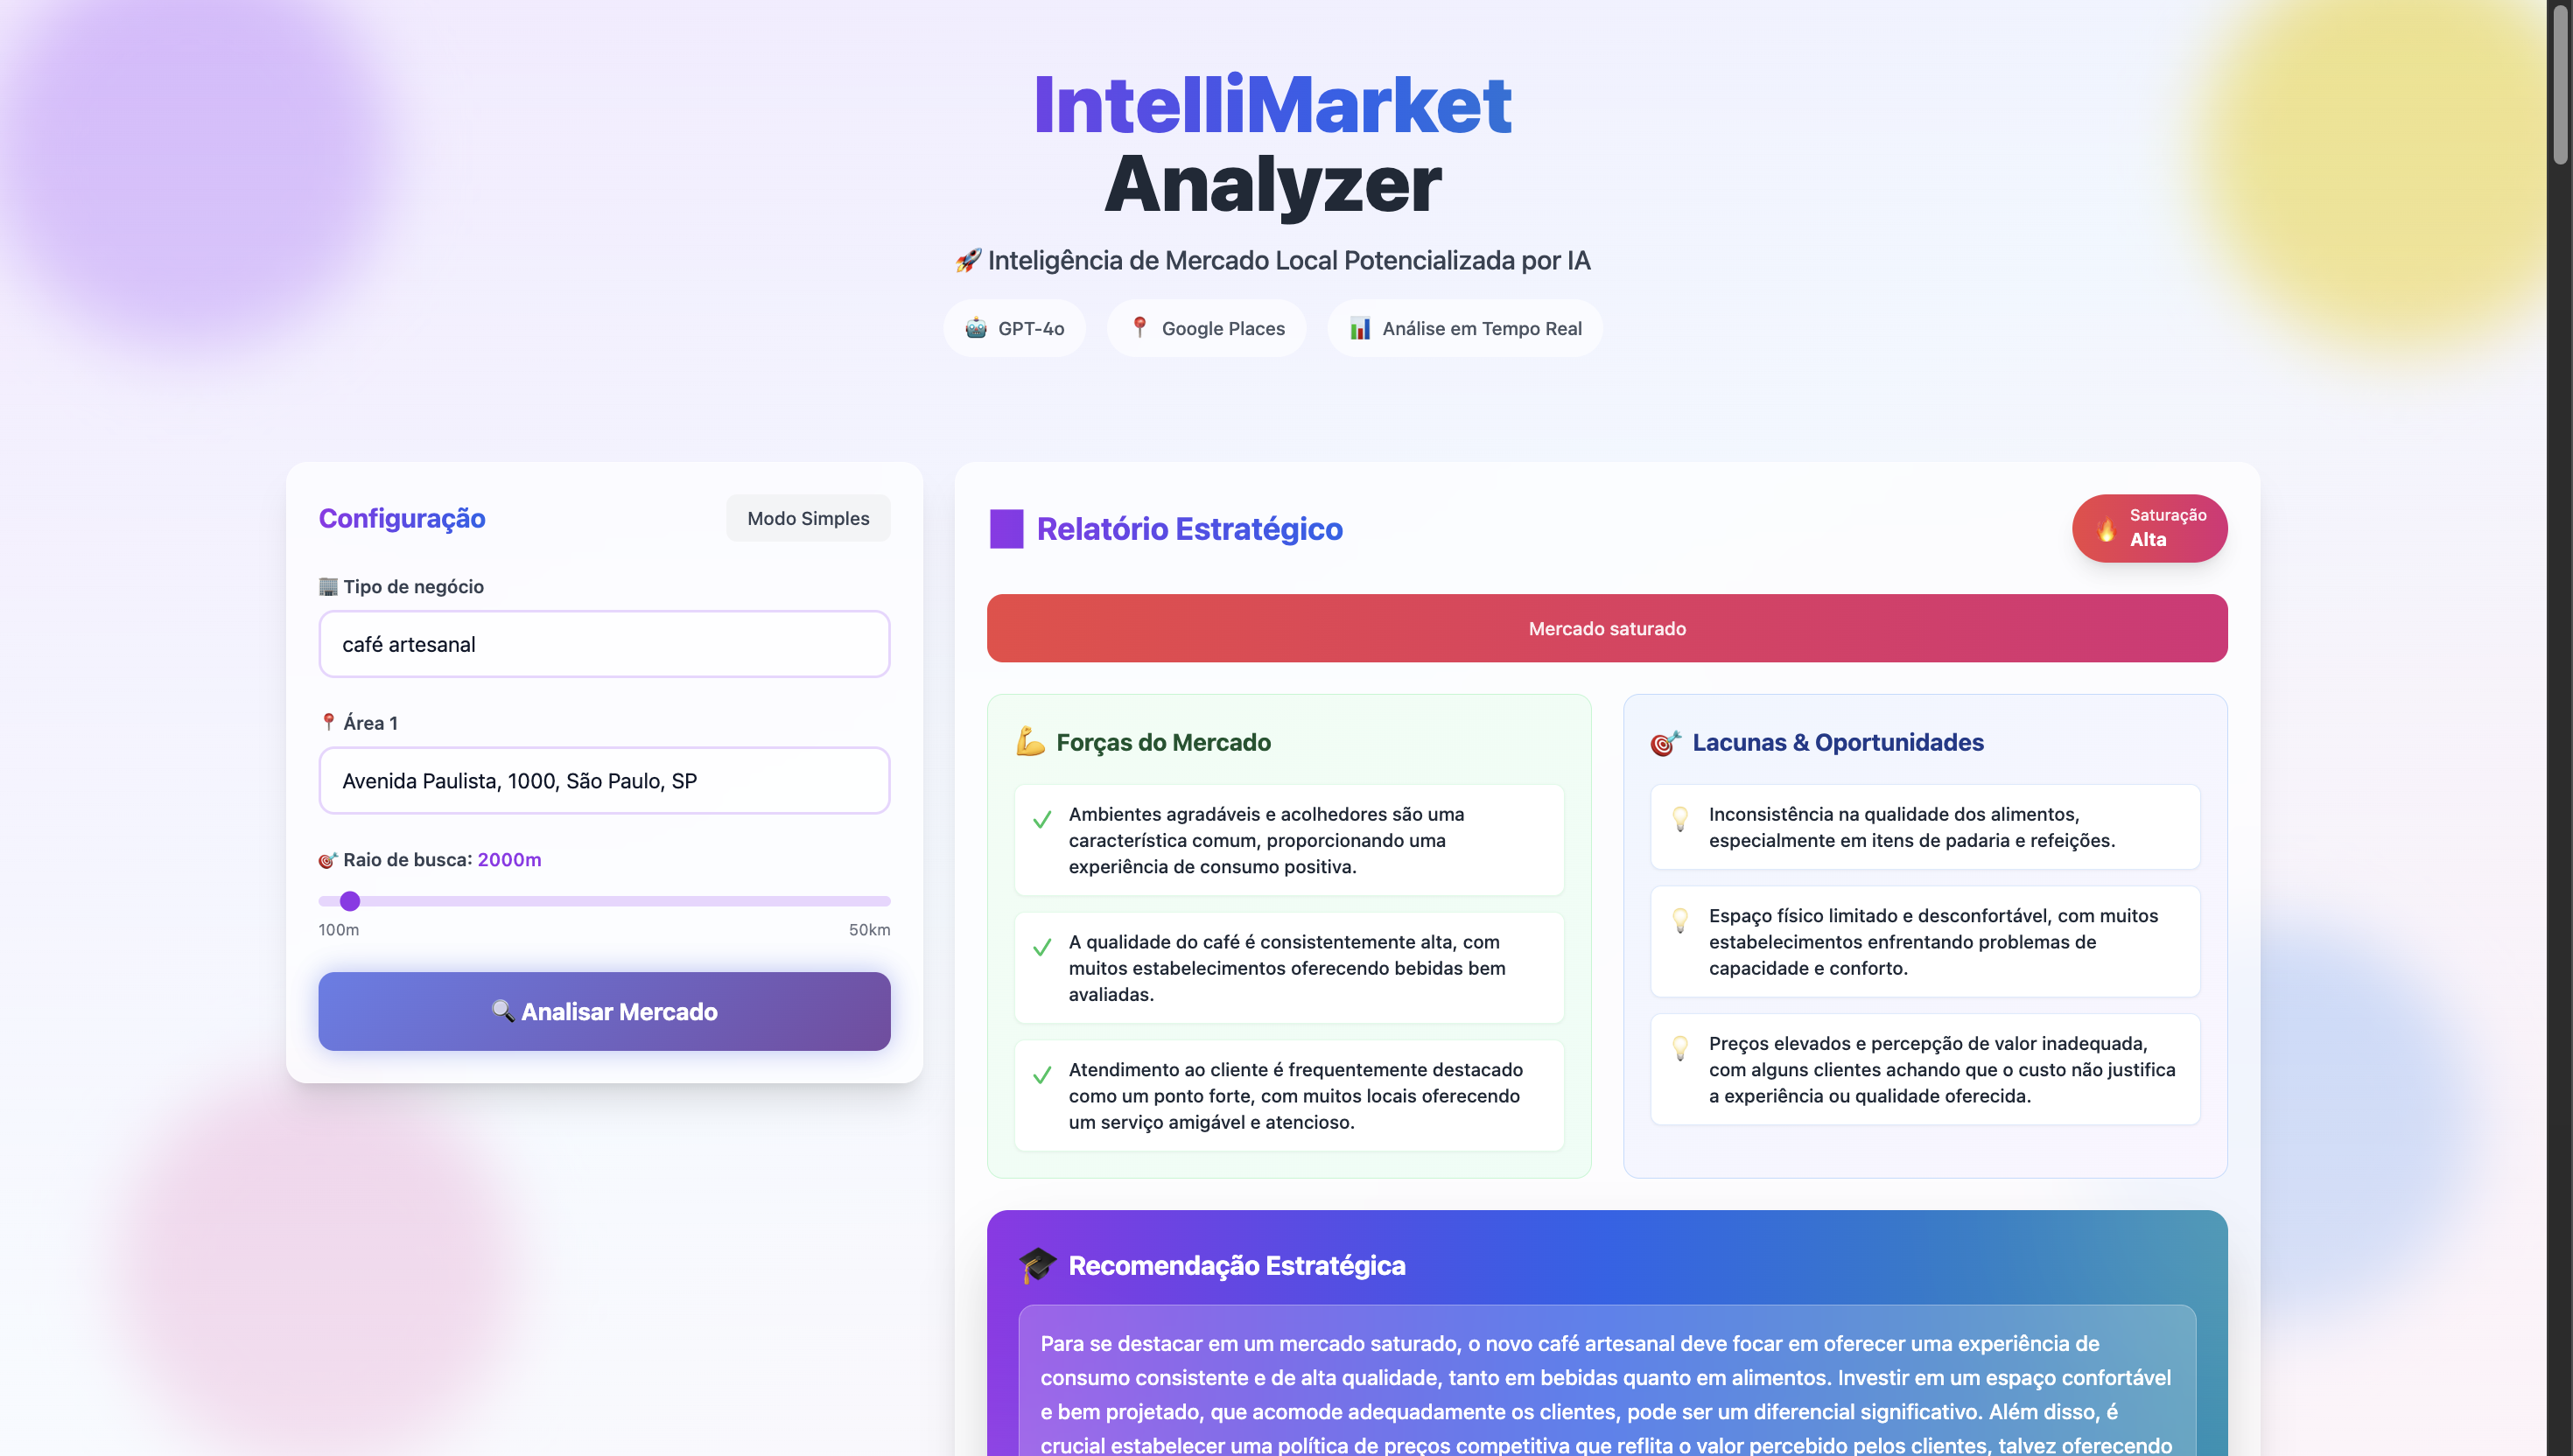 IntelliMarket
Analyzer
🚀 Inteligência de Mercado Local Potencializada por IA
🤖 GPT-4o
📍 Google Places
📊 Análise em Tempo Real
Configuração
Modo Simples
🏢 Tipo de negócio
café artesanal
📍 Área 1
Avenida Paulista, 1000, São Paulo, SP
🎯 Raio de busca: 2000m
100m
50km
🔍 Analisar Mercado
Relatório Estratégico
🔥 Saturação
Alta
Mercado saturado
💪 Forças do Mercado
✓ Ambientes agradáveis e acolhedores são uma
característica comum, proporcionando uma
experiência de consumo positiva.
✓ A qualidade do café é consistentemente alta, com
muitos estabelecimentos oferecendo bebidas bem
avaliadas.
✓ Atendimento ao cliente é frequentemente destacado
como um ponto forte, com muitos locais oferecendo
um serviço amigável e atencioso.
🎯 Lacunas & Oportunidades
💡 Inconsistência na qualidade dos alimentos,
especialmente em itens de padaria e refeições.
💡 Espaço físico limitado e desconfortável, com muitos
estabelecimentos enfrentando problemas de
capacidade e conforto.
💡 Preços elevados e percepção de valor inadequada,
com alguns clientes achando que o custo não justifica
a experiência ou qualidade oferecida.
🎓 Recomendação Estratégica
Para se destacar em um mercado saturado, o novo café artesanal deve focar em oferecer uma experiência de
consumo consistente e de alta qualidade, tanto em bebidas quanto em alimentos. Investir em um espaço confortável
e bem projetado, que acomode adequadamente os clientes, pode ser um diferencial significativo. Além disso, é
crucial estabelecer uma política de preços competitiva que reflita o valor percebido pelos clientes, talvez oferecendo